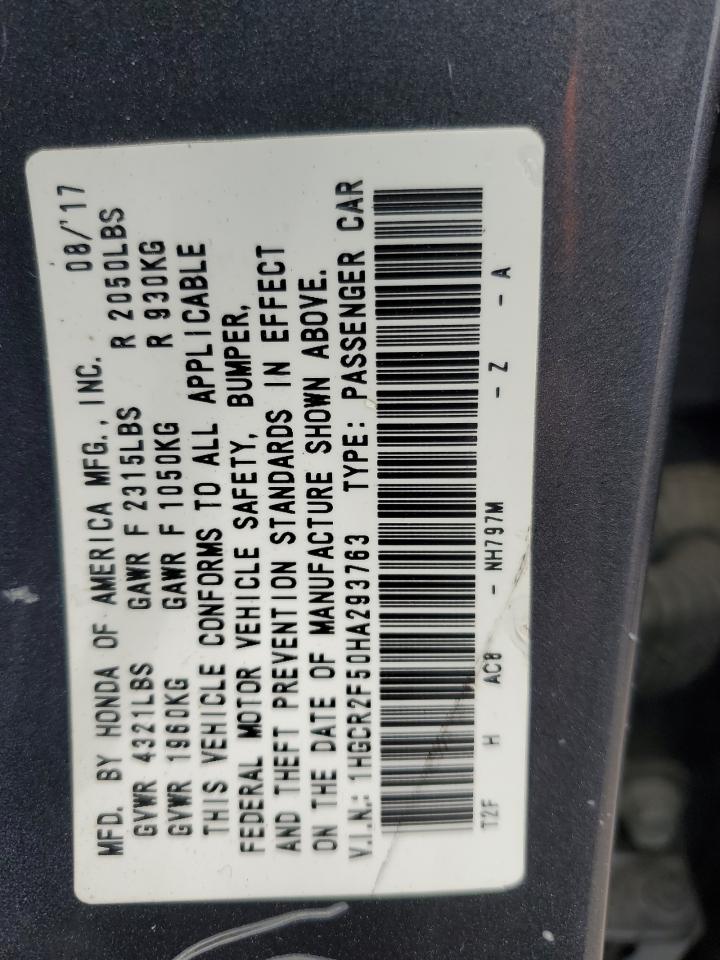 MFD. BY HONDA OF AMERICA MFG., INC. 08/'17
GVWR 4321LBS GAWR F 2315LBS R 2050LBS
GVWR 1960KG GAWR F 1050KG R 930KG
THIS VEHICLE CONFORMS TO ALL APPLICABLE
FEDERAL MOTOR VEHICLE SAFETY, BUMPER,
AND THEFT PREVENTION STANDARDS IN EFFECT
ON THE DATE OF MANUFACTURE SHOWN ABOVE.
V.I.N.: 1HGCR2F50HA293763 TYPE: PASSENGER CAR
T2F H AC8 - NH797M - Z - A